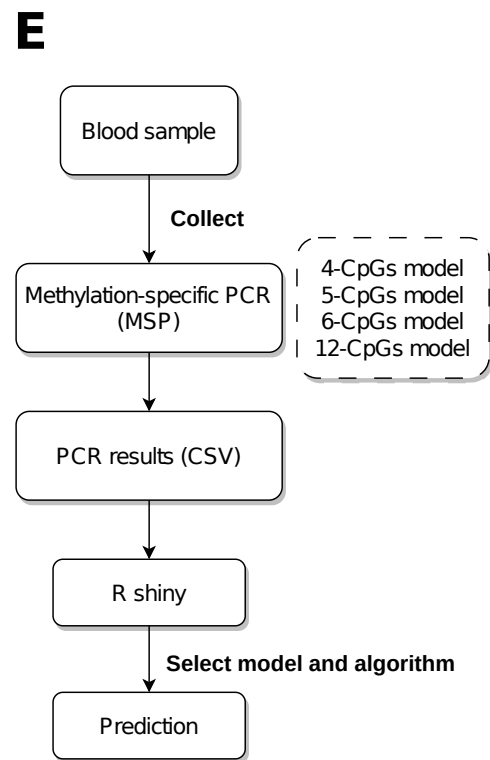 E
Blood sample
Collect
Methylation-specific PCR
(MSP)
4-CpGs model
5-CpGs model
6-CpGs model
12-CpGs model
PCR results (CSV)
R shiny
Select model and algorithm
Prediction